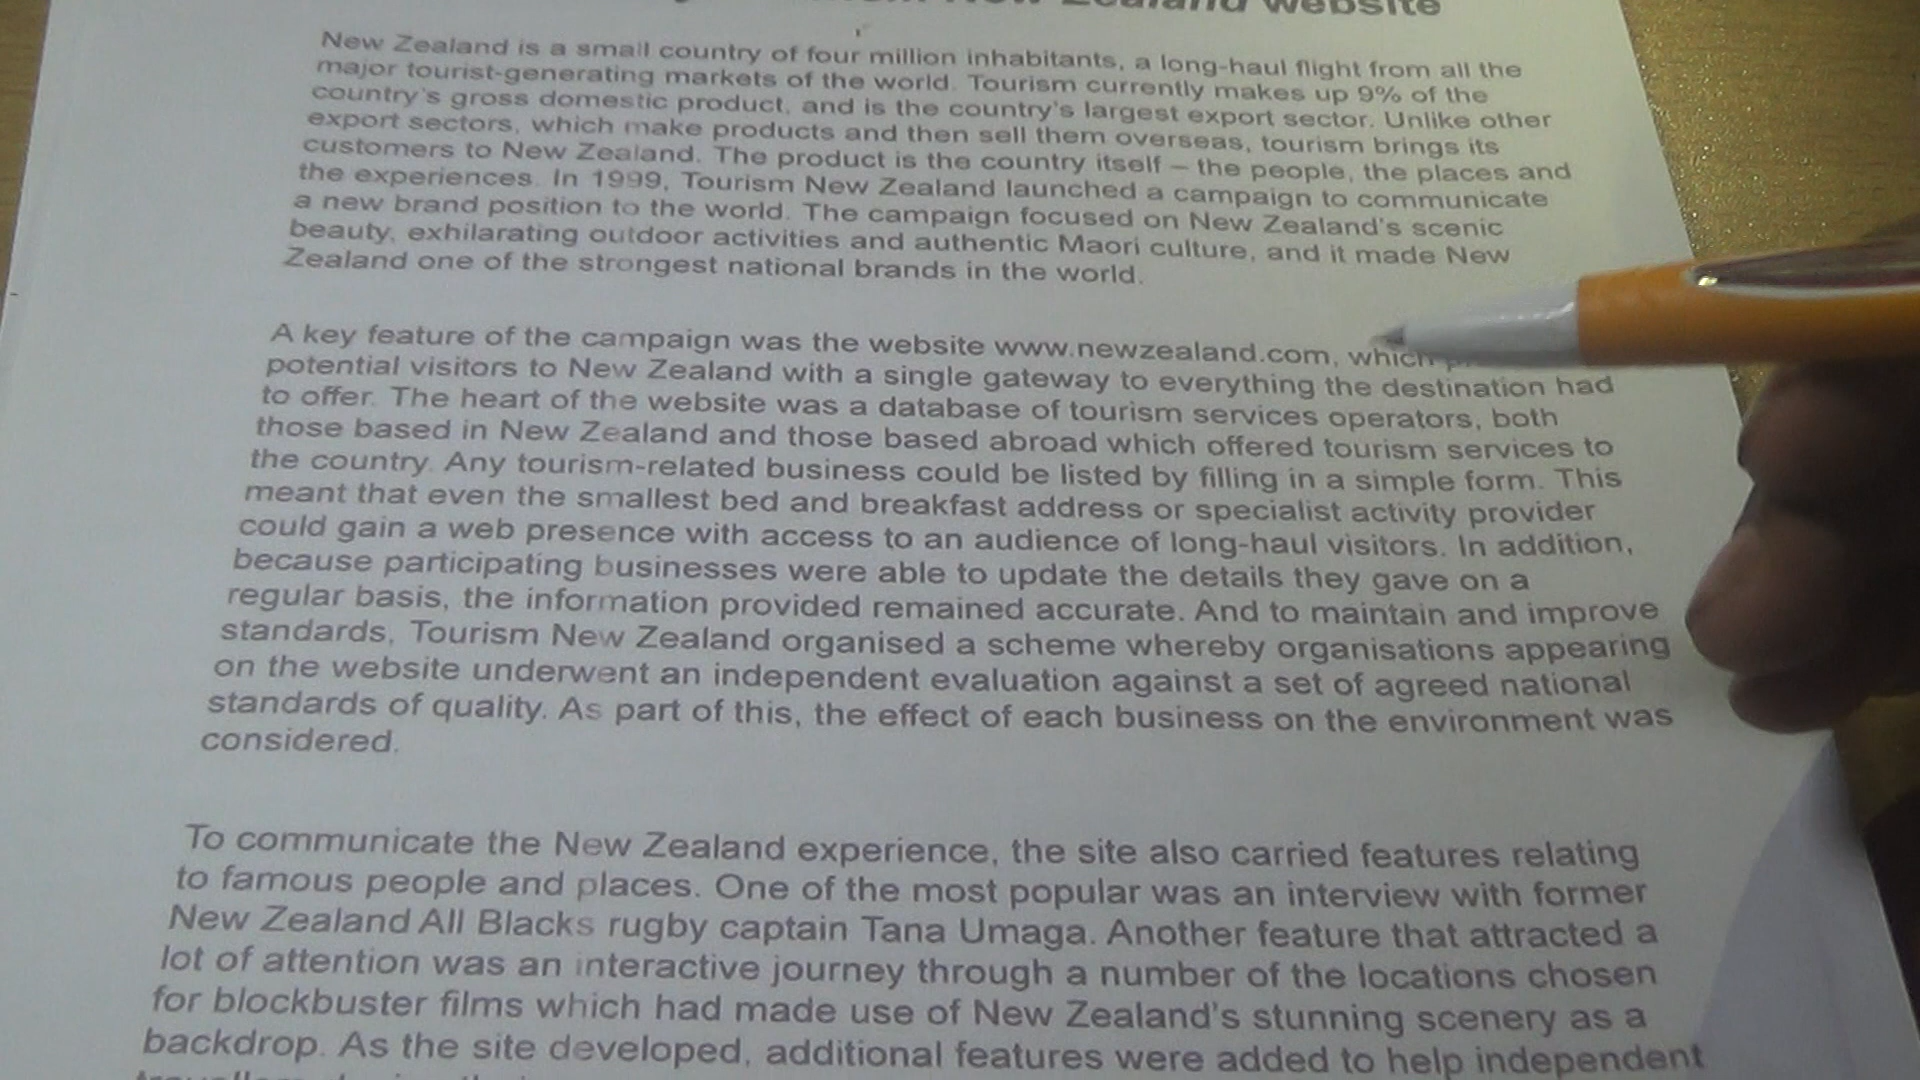 New Zealand website
New Zealand is a small country of four million inhabitants, a long-haul flight from all the
major tourist-generating markets of the world. Tourism currently makes up 9% of the
country's gross domestic product, and is the country's largest export sector. Unlike other
export sectors, which make products and then sell them overseas, tourism brings its
customers to New Zealand. The product is the country itself – the people, the places and
the experiences. In 1999, Tourism New Zealand launched a campaign to communicate
a new brand position to the world. The campaign focused on New Zealand's scenic
beauty, exhilarating outdoor activities and authentic Maori culture, and it made New
Zealand one of the strongest national brands in the world.
A key feature of the campaign was the website www.newzealand.com, which
potential visitors to New Zealand with a single gateway to everything the destination had
to offer. The heart of the website was a database of tourism services operators, both
those based in New Zealand and those based abroad which offered tourism services to
the country. Any tourism-related business could be listed by filling in a simple form. This
meant that even the smallest bed and breakfast address or specialist activity provider
could gain a web presence with access to an audience of long-haul visitors. In addition,
because participating businesses were able to update the details they gave on a
regular basis, the information provided remained accurate. And to maintain and improve
standards, Tourism New Zealand organised a scheme whereby organisations appearing
on the website underwent an independent evaluation against a set of agreed national
standards of quality. As part of this, the effect of each business on the environment was
considered.
To communicate the New Zealand experience, the site also carried features relating
to famous people and places. One of the most popular was an interview with former
New Zealand All Blacks rugby captain Tana Umaga. Another feature that attracted a
lot of attention was an interactive journey through a number of the locations chosen
for blockbuster films which had made use of New Zealand's stunning scenery as a
backdrop. As the site developed, additional features were added to help independent